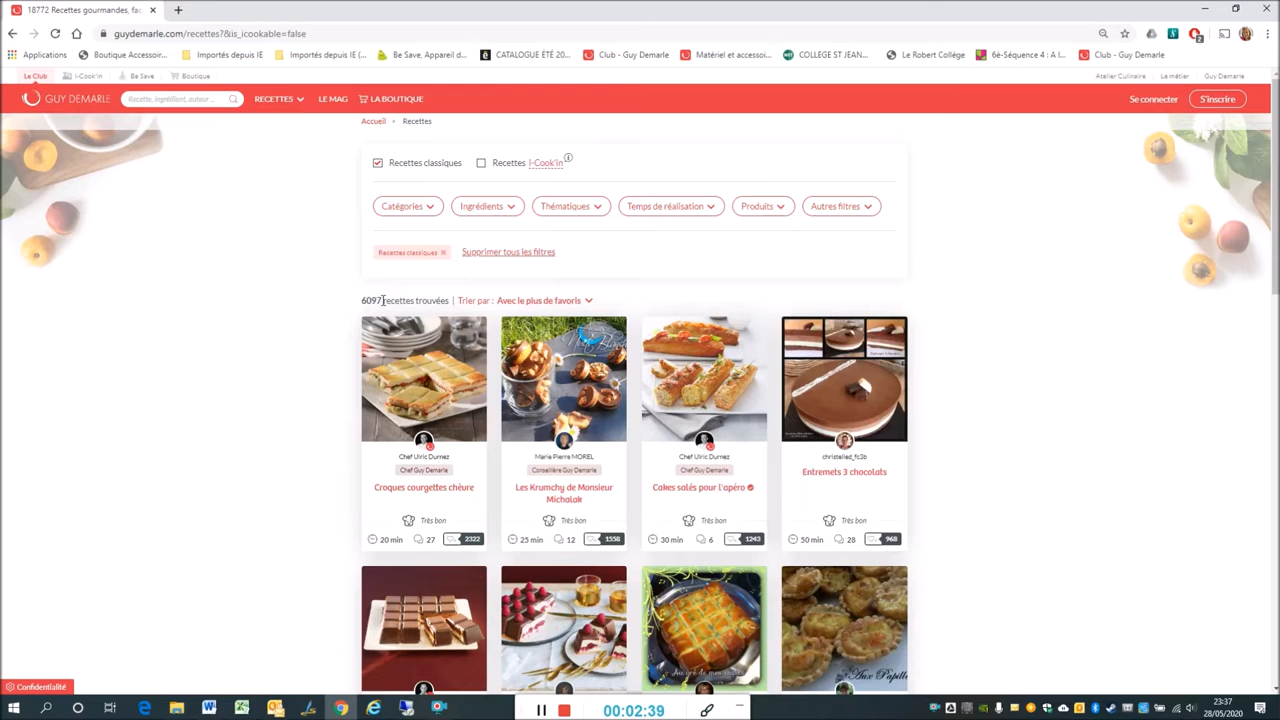 18772 Recettes gourmandes, fac
guydemarle.com/recettes?&is_icookable=false
Applications
Boutique Accessoir...
Importés depuis IE
Importés depuis IE (...
Be Save, Appareil d...
CATALOGUE ÉTÉ 20...
Club - Guy Demarle
Matériel et accessoi...
COLLEGE ST JEAN...
Le Robert Collège
6e-Séquence 4 : A l...
Club - Guy Demarle
Le Club
i-Cook'in
Be Save
Boutique
Atelier Culinaire
Le métier
Guy Demarle
GUY DEMARLE
Recette, ingrédient, auteur...
RECETTES
LE MAG
LA BOUTIQUE
Se connecter
S'inscrire
Accueil > Recettes
Recettes classiques
Recettes i-Cook'in
Catégories
Ingrédients
Thématiques
Temps de réalisation
Produits
Autres filtres
Recettes classiques ×
Supprimer tous les filtres
6097 recettes trouvées | Trier par : Avec le plus de favoris
Chef Ulric Durnez
Marie Pierre MOREL
Chef Ulric Durnez
christelled_fc3b
Chef Guy Demarle
Conseillère Guy Demarle
Chef Guy Demarle
Entremets 3 chocolats
Croques courgettes chèvre
Les Krumchy de Monsieur
Michalak
Cakes salés pour l'apéro
Très bon
Très bon
Très bon
Très bon
20 min 27 2322
25 min 12 1558
30 min 6 1243
50 min 28 968
Confidentialité
00:02:39
23:37
28/05/2020